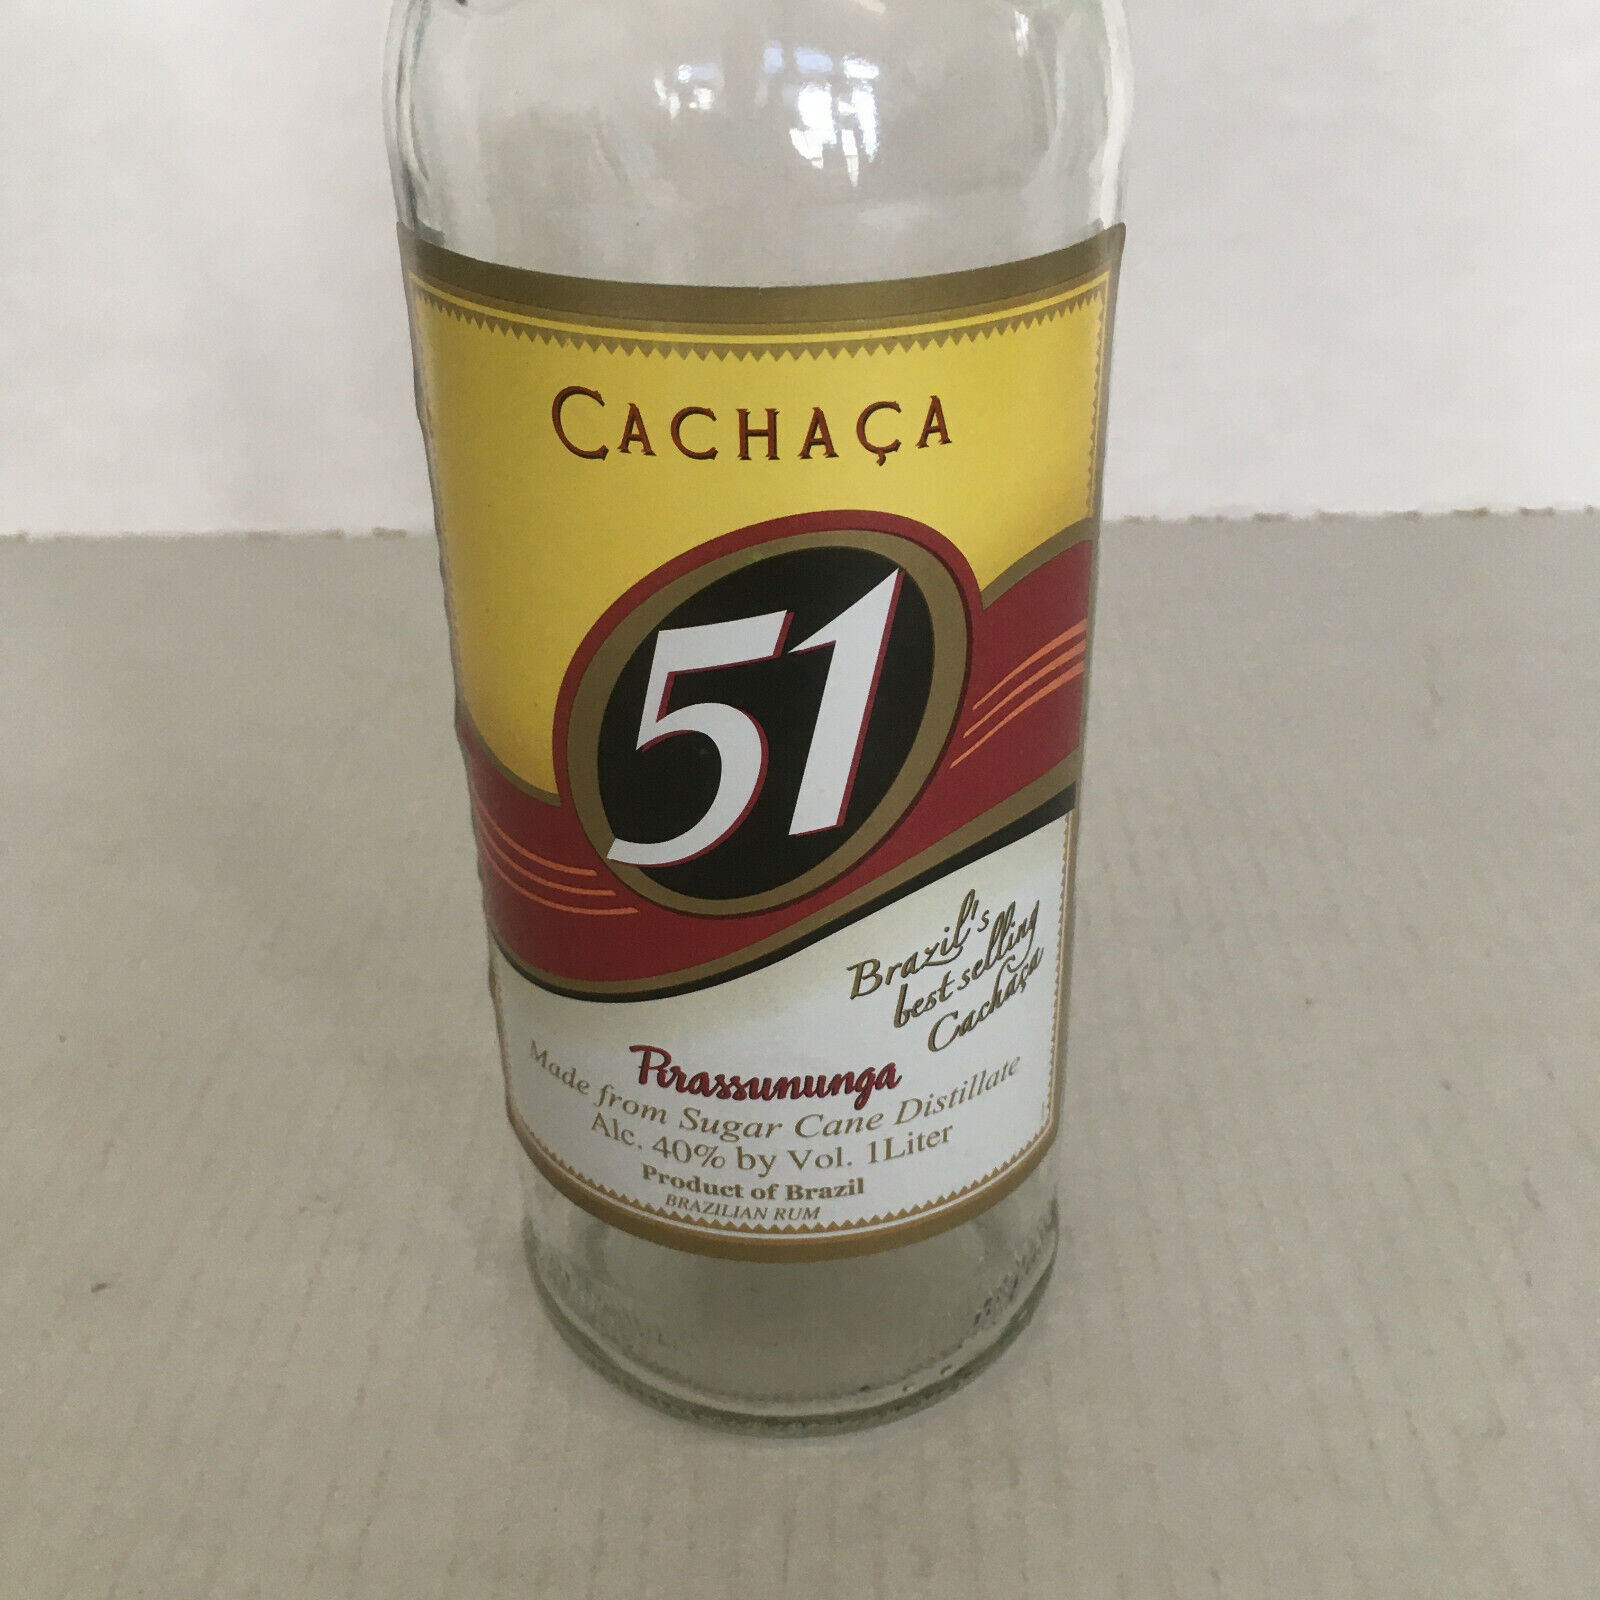 CACHAÇA
51
Brazil's
best selling
Cachaça
Pirassununga
Made from Sugar Cane Distillate
Alc. 40% by Vol. 1Liter
Product of Brazil
BRAZILIAN RUM